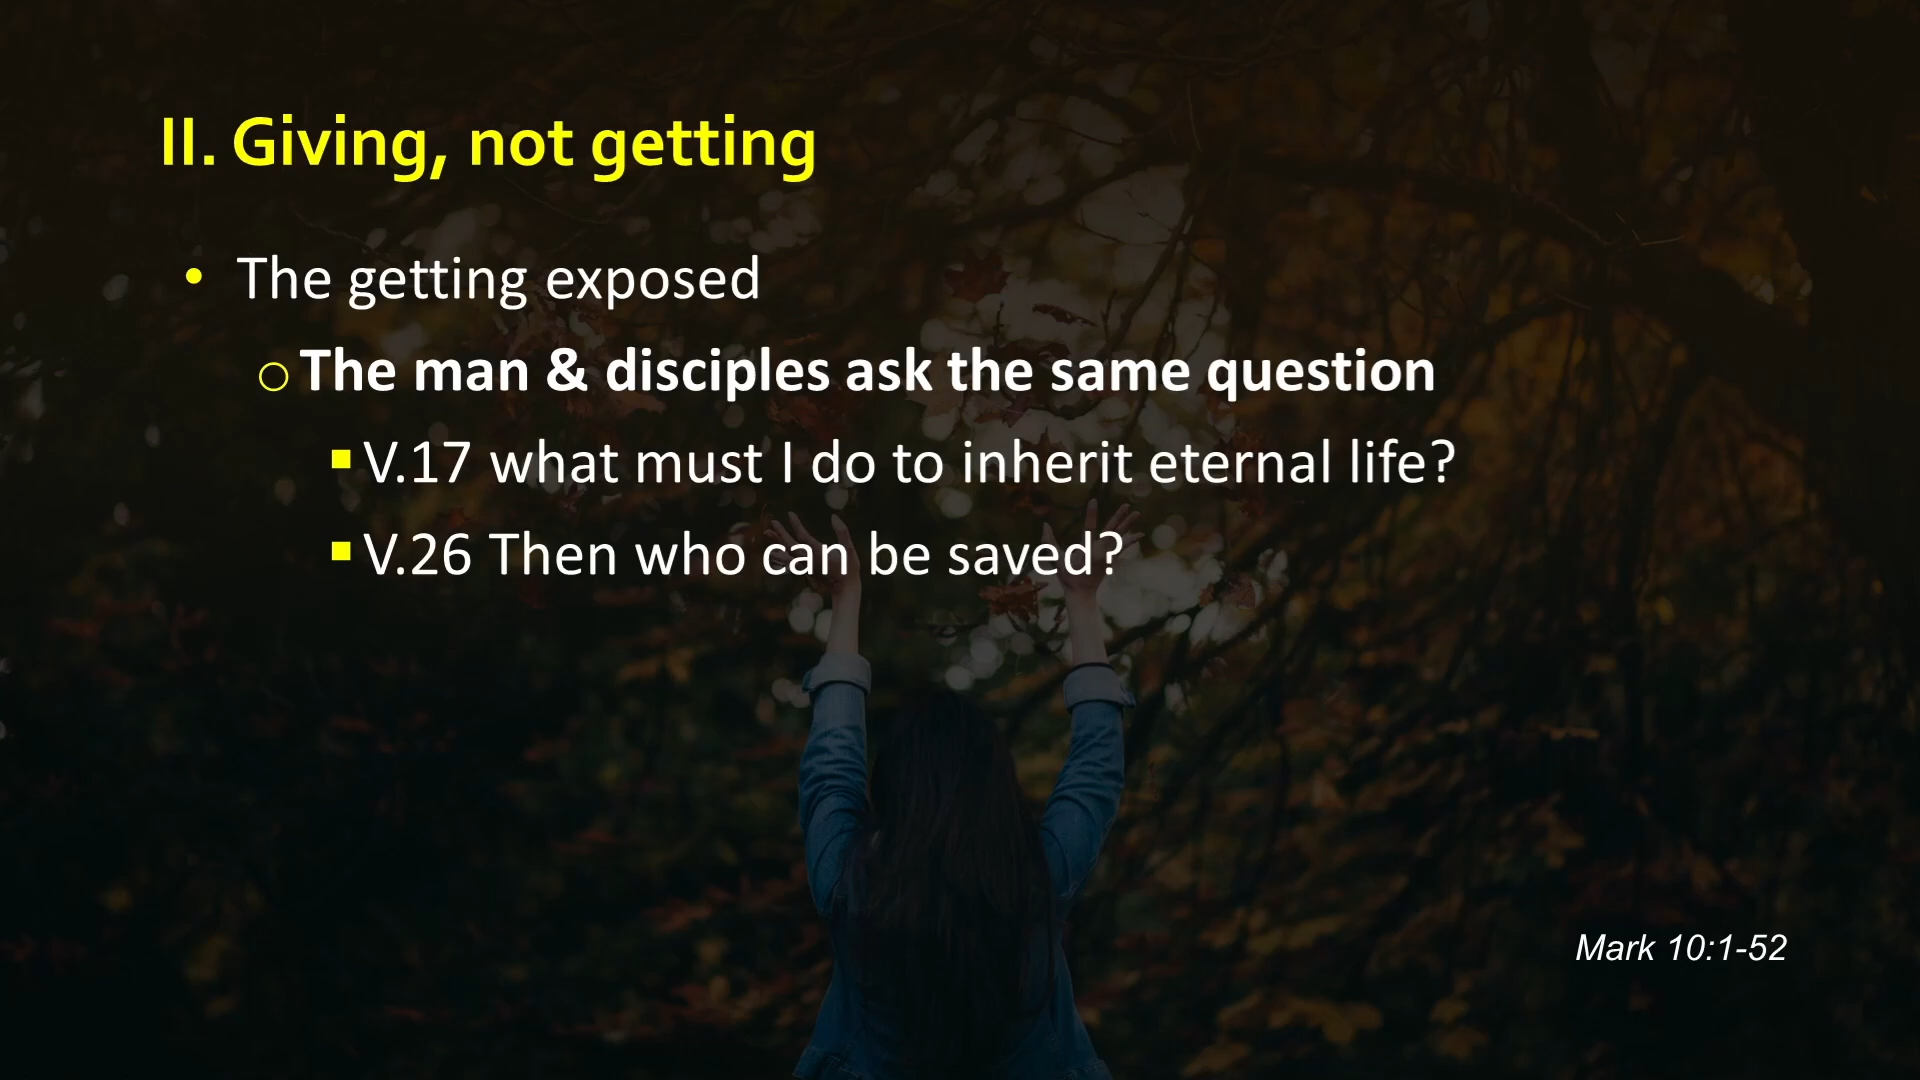 II. Giving, not getting
• The getting exposed
o The man & disciples ask the same question
▪ V.17 what must I do to inherit eternal life?
▪ V.26 Then who can be saved?
Mark 10:1-52